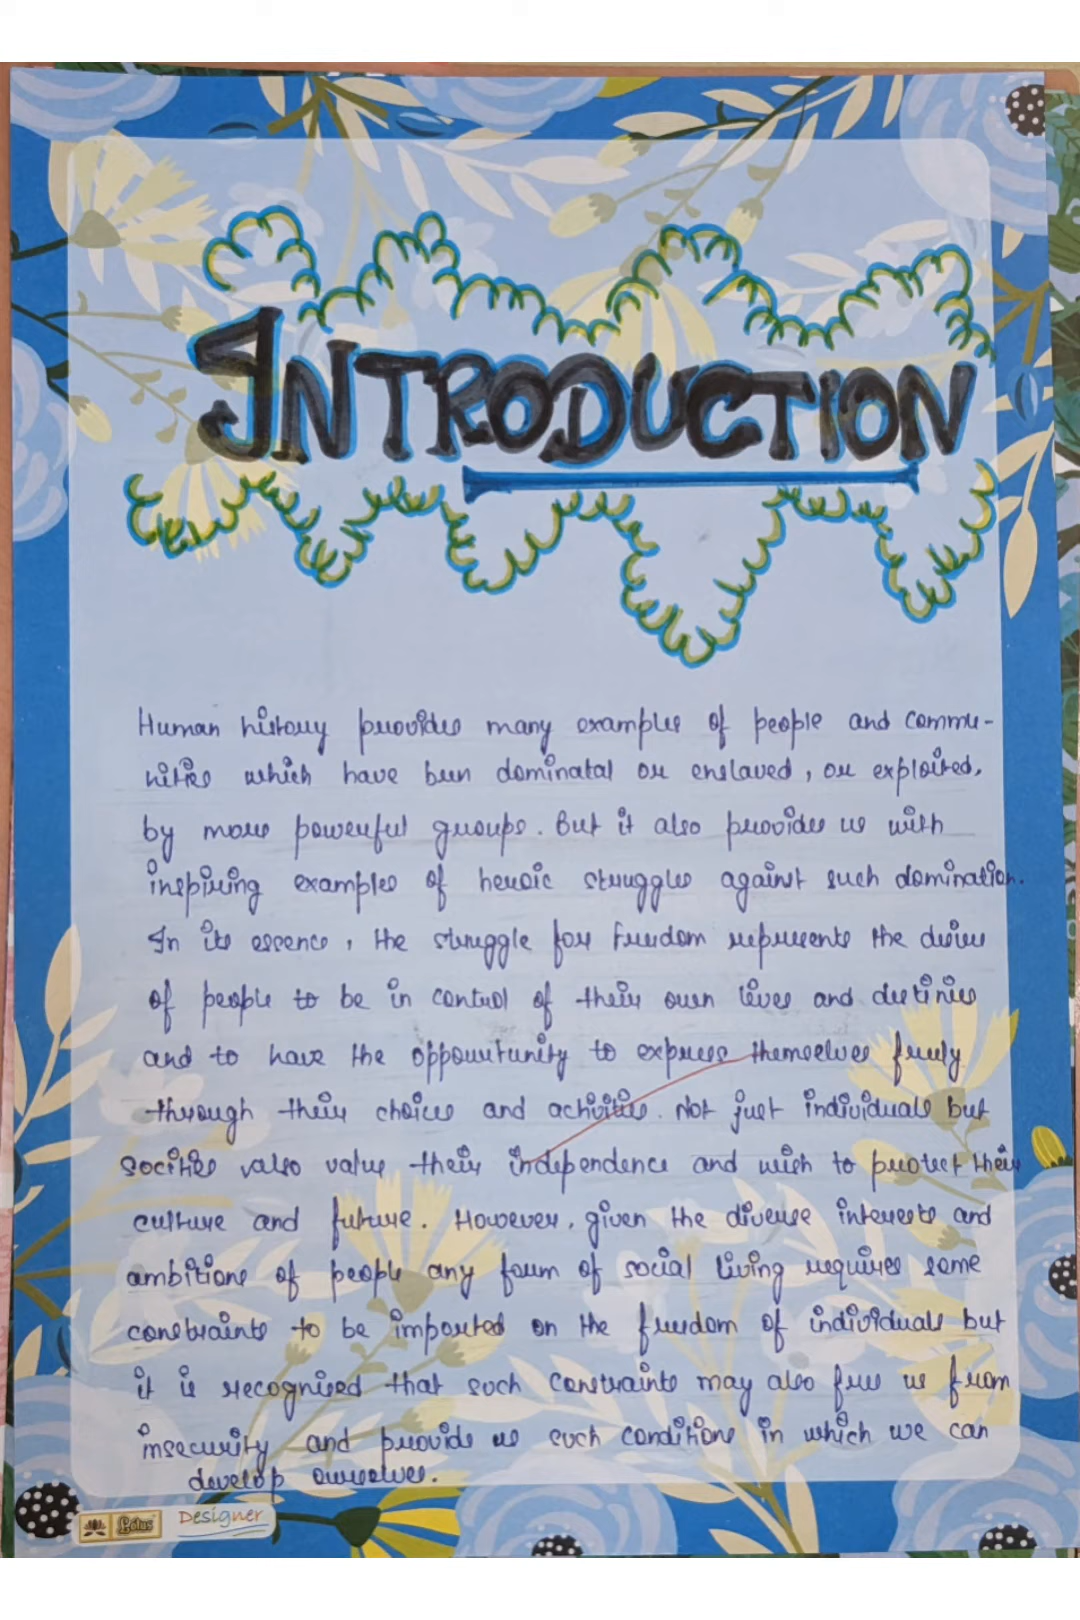 INTRODUCTION
Human history provides many examples of people and commu-
nities which have been dominatal or enslaved, or exploited,
by more powerful groups. But it also provides us with
inspiring examples of heroic struggles against such domination.
In its essence, the struggle for freedom represents the desire
of people to be in control of their own lives and destinies
and to have the opportunity to express themselves freely
through their choices and activities. Not just individuals but
socities also value their independence and wish to protect their
culture and future. However, given the diverse interests and
ambitions of people any form of social living requires some
constraints to be imported on the freedom of individuals but
it is recognised that such constraints may also free us from
insecurity and provide us such conditions in which we can
develop ourselves.
Lotus Designer